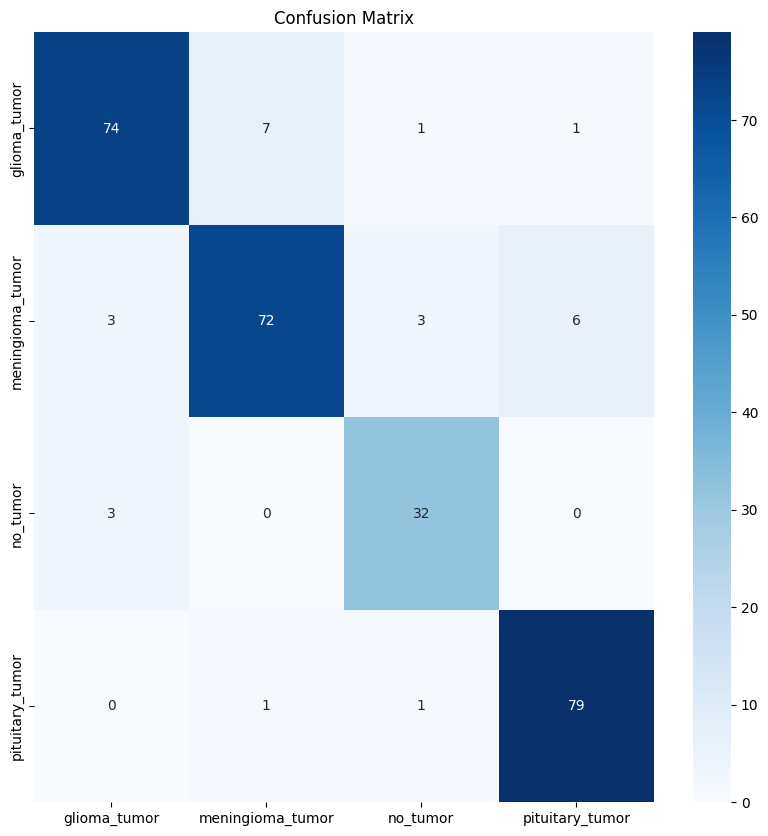 Confusion Matrix
glioma_tumor
74 7 1 1
meningioma_tumor
3 72 3 6
no_tumor
3 0 32 0
pituitary_tumor
0 1 1 79
glioma_tumor meningioma_tumor no_tumor pituitary_tumor
70
60
50
40
30
20
10
0